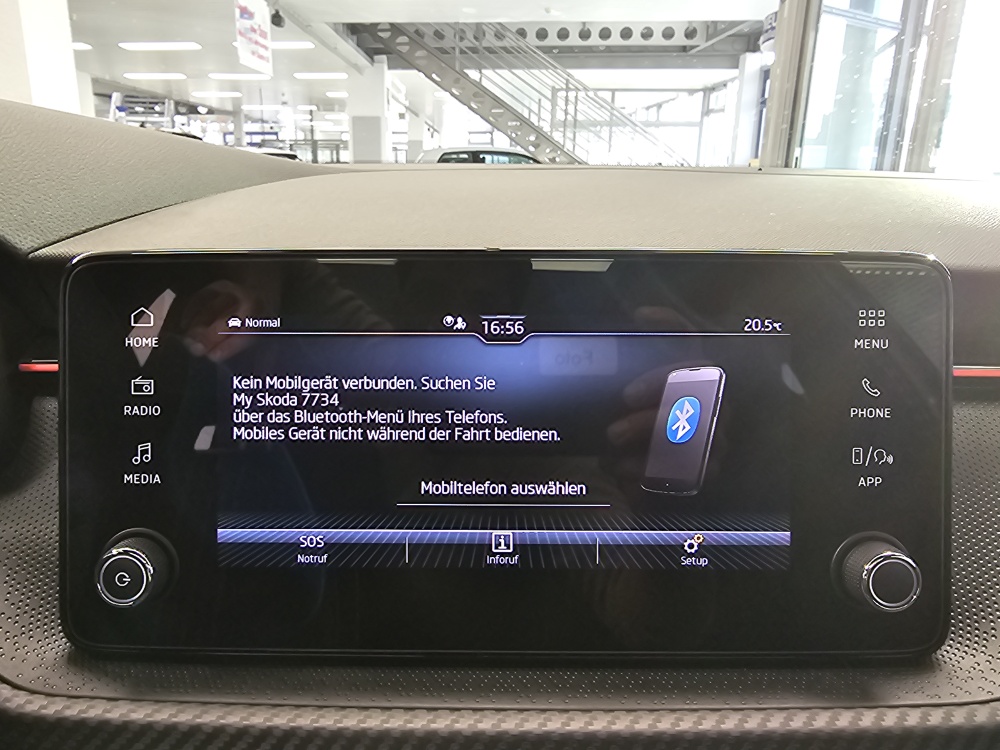 HOME
RADIO
MEDIA
Normal
16:56
20.5°C
Kein Mobilgerät verbunden. Suchen Sie
My Skoda 7734
über das Bluetooth-Menü Ihres Telefons.
Mobiles Gerät nicht während der Fahrt bedienen.
Mobiltelefon auswählen
SOS
Notruf
Inforuf
Setup
MENU
PHONE
APP